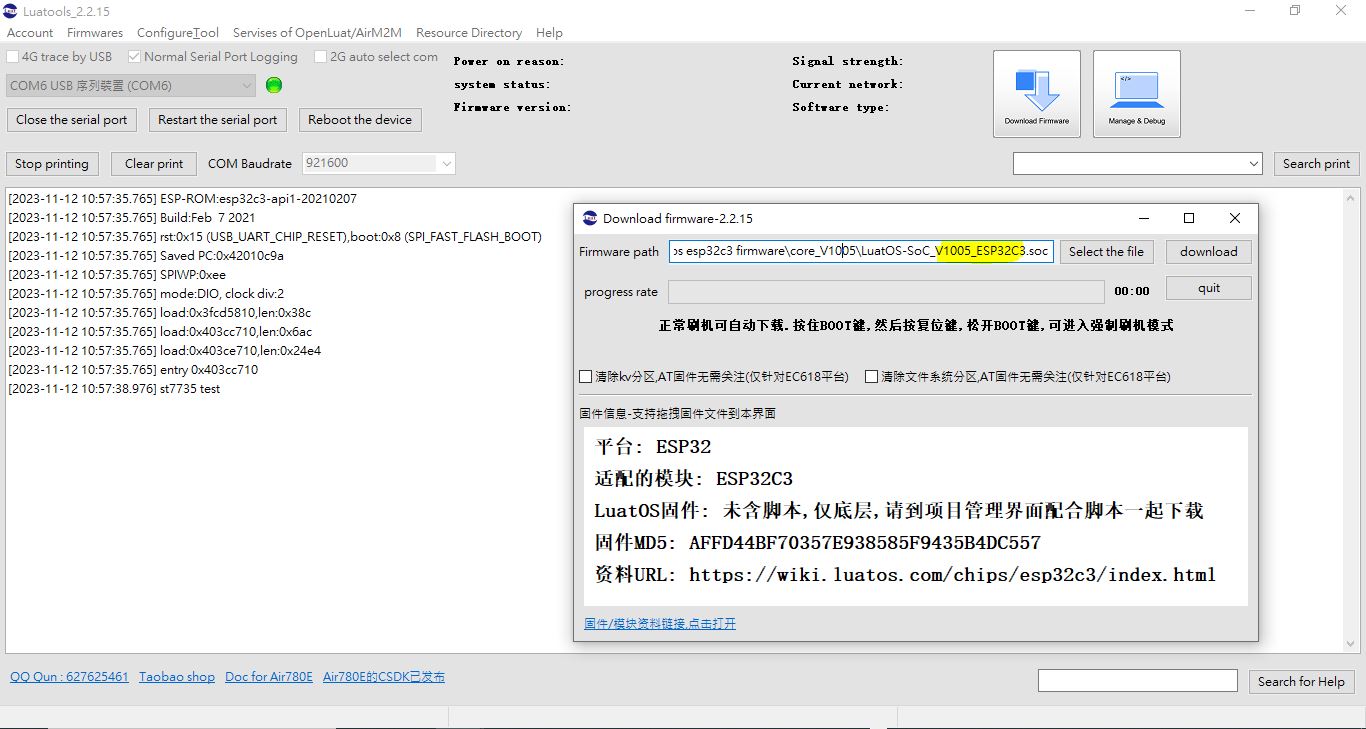 Luatools_2.2.15
Account Firmwares ConfigureTool Servises of OpenLuat/AirM2M Resource Directory Help
4G trace by USB Normal Serial Port Logging 2G auto select com
Power on reason: Signal strength:
COM6 USB 序列裝置 (COM6)
system status: Current network:
Firmware version: Software type:
Close the serial port Restart the serial port Reboot the device
Download Firmware </> Manage & Debug
Stop printing Clear print COM Baudrate 921600 Search print
[2023-11-12 10:57:35.765] ESP-ROM:esp32c3-api1-20210207
[2023-11-12 10:57:35.765] Build:Feb  7 2021
[2023-11-12 10:57:35.765] rst:0x15 (USB_UART_CHIP_RESET),boot:0x8 (SPI_FAST_FLASH_BOOT)
[2023-11-12 10:57:35.765] Saved PC:0x42010c9a
[2023-11-12 10:57:35.765] SPIWP:0xee
[2023-11-12 10:57:35.765] mode:DIO, clock div:2
[2023-11-12 10:57:35.765] load:0x3fcd5810,len:0x38c
[2023-11-12 10:57:35.765] load:0x403cc710,len:0x6ac
[2023-11-12 10:57:35.765] load:0x403ce710,len:0x24e4
[2023-11-12 10:57:35.765] entry 0x403cc710
[2023-11-12 10:57:38.976] st7735 test
Download firmware-2.2.15
Firmware path os esp32c3 firmware\core_V1005\LuatOS-SoC_V1005_ESP32C3.soc Select the file download
progress rate 00:00 quit
正常刷机可自动下载.按住BOOT键,然后按复位键,松开BOOT键,可进入强制刷机模式
清除kv分区,AT固件无需关注(仅针对EC618平台) 清除文件系统分区,AT固件无需关注(仅针对EC618平台)
固件信息-支持拖拽固件文件到本界面
平台: ESP32
适配的模块: ESP32C3
LuatOS固件: 未含脚本,仅底层,请到项目管理界面配合脚本一起下载
固件MD5: AFFD44BF70357E938585F9435B4DC557
资料URL: https://wiki.luatos.com/chips/esp32c3/index.html
固件/模块资料链接,点击打开
QQ Qun : 627625461 Taobao shop Doc for Air780E Air780E的CSDK已发布
Search for Help